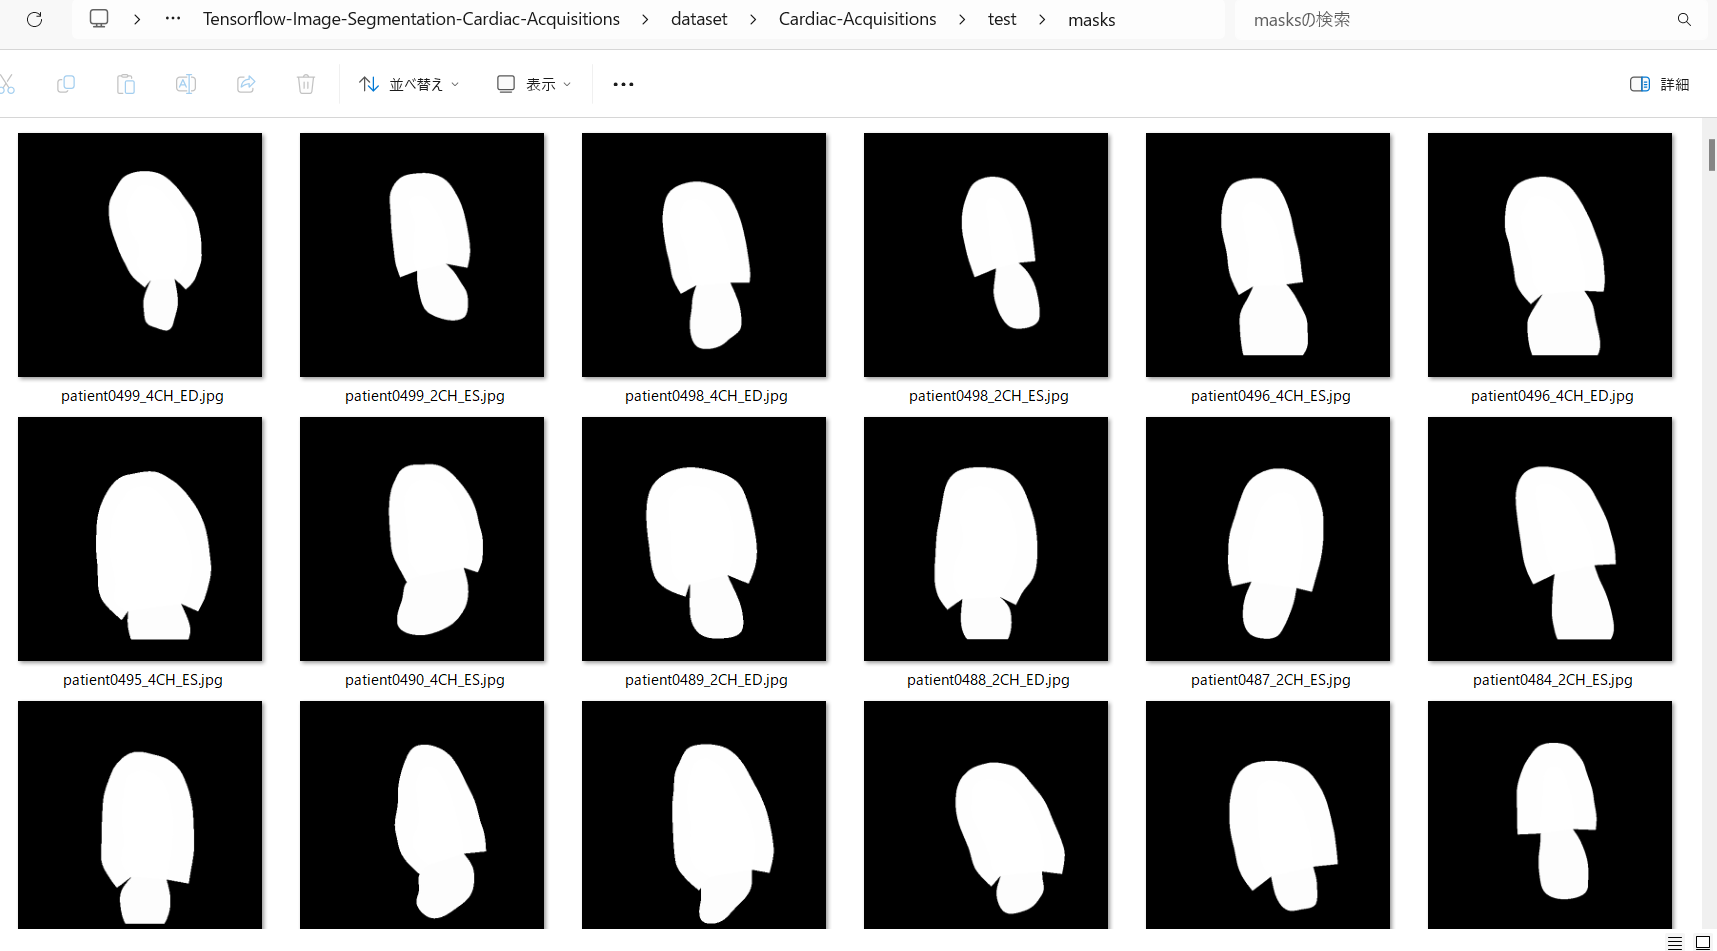 Tensorflow-Image-Segmentation-Cardiac-Acquisitions > dataset > Cardiac-Acquisitions > test > masks
masksの検索
並べ替え
表示
詳細
patient0499_4CH_ED.jpg
patient0499_2CH_ES.jpg
patient0498_4CH_ED.jpg
patient0498_2CH_ES.jpg
patient0496_4CH_ES.jpg
patient0496_4CH_ED.jpg
patient0495_4CH_ES.jpg
patient0490_4CH_ES.jpg
patient0489_2CH_ED.jpg
patient0488_2CH_ED.jpg
patient0487_2CH_ES.jpg
patient0484_2CH_ES.jpg